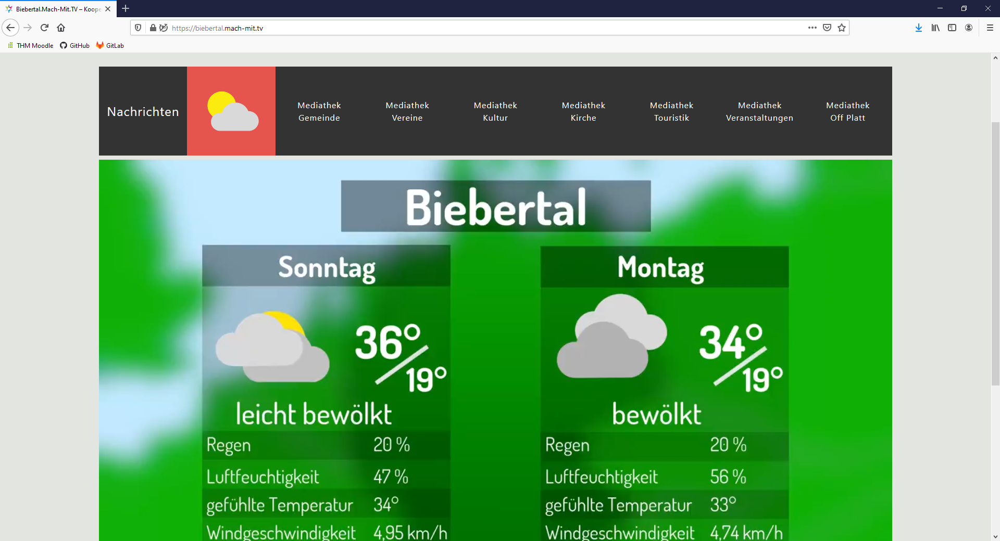 Biebertal.Mach-Mit.TV – Koope
https://biebertal.mach-mit.tv
THM Moodle GitHub GitLab
Nachrichten
Mediathek
Gemeinde
Mediathek
Vereine
Mediathek
Kultur
Mediathek
Kirche
Mediathek
Touristik
Mediathek
Veranstaltungen
Mediathek
Off Platt
Biebertal
Sonntag
36°
19°
leicht bewölkt
Regen 20 %
Luftfeuchtigkeit 47 %
gefühlte Temperatur 34°
Windgeschwindigkeit 4,95 km/h
Montag
34°
19°
bewölkt
Regen 20 %
Luftfeuchtigkeit 56 %
gefühlte Temperatur 33°
Windgeschwindigkeit 4,74 km/h